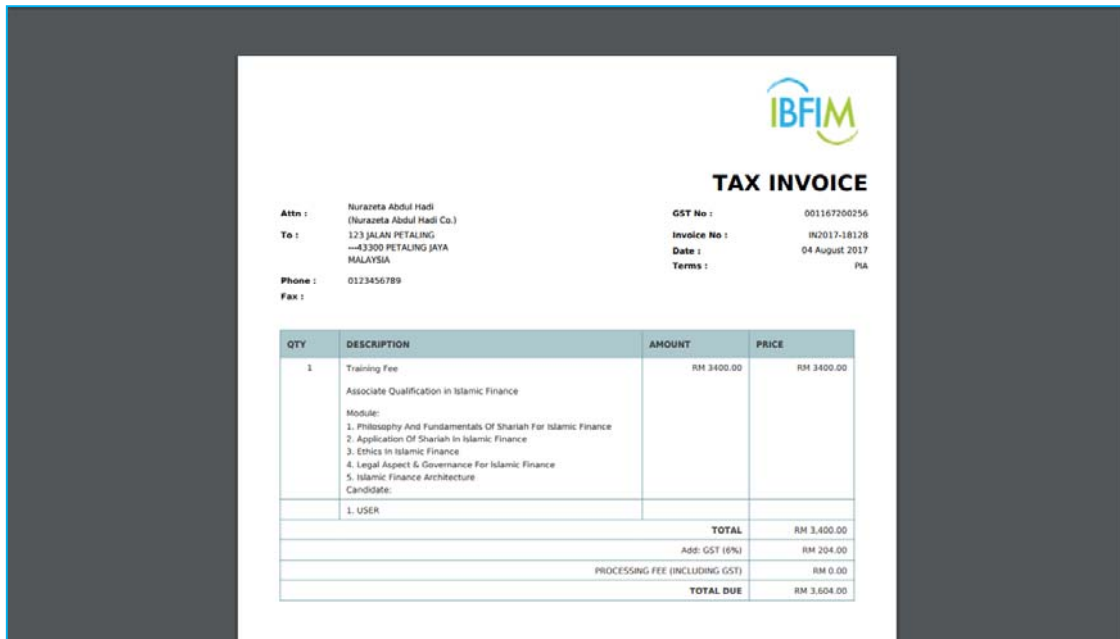 IBFIM
TAX INVOICE
Attn :
Nurazeta Abdul Hadi
(Nurazeta Abdul Hadi Co.)
To :
123 JALAN PETALING
---43300 PETALING JAYA
MALAYSIA
Phone :
0123456789
Fax :
GST No : 001167200256
Invoice No : IN2017-18128
Date : 04 August 2017
Terms : PIA
QTY DESCRIPTION AMOUNT PRICE
1 Training Fee RM 3400.00 RM 3400.00
Associate Qualification in Islamic Finance
Module:
1. Philosophy And Fundamentals Of Shariah For Islamic Finance
2. Application Of Shariah In Islamic Finance
3. Ethics In Islamic Finance
4. Legal Aspect & Governance For Islamic Finance
5. Islamic Finance Architecture
Candidate:
1. USER
TOTAL RM 3,400.00
Add: GST (6%) RM 204.00
PROCESSING FEE (INCLUDING GST) RM 0.00
TOTAL DUE RM 3,604.00